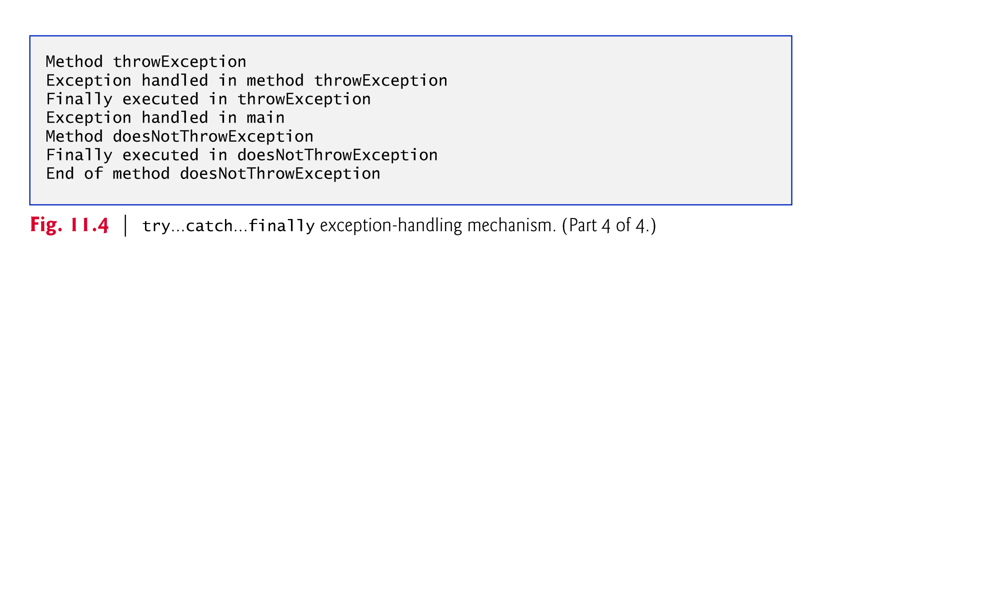 Method throwException
Exception handled in method throwException
Finally executed in throwException
Exception handled in main
Method doesNotThrowException
Finally executed in doesNotThrowException
End of method doesNotThrowException
Fig. 11.4 | try…catch…finally exception-handling mechanism. (Part 4 of 4.)